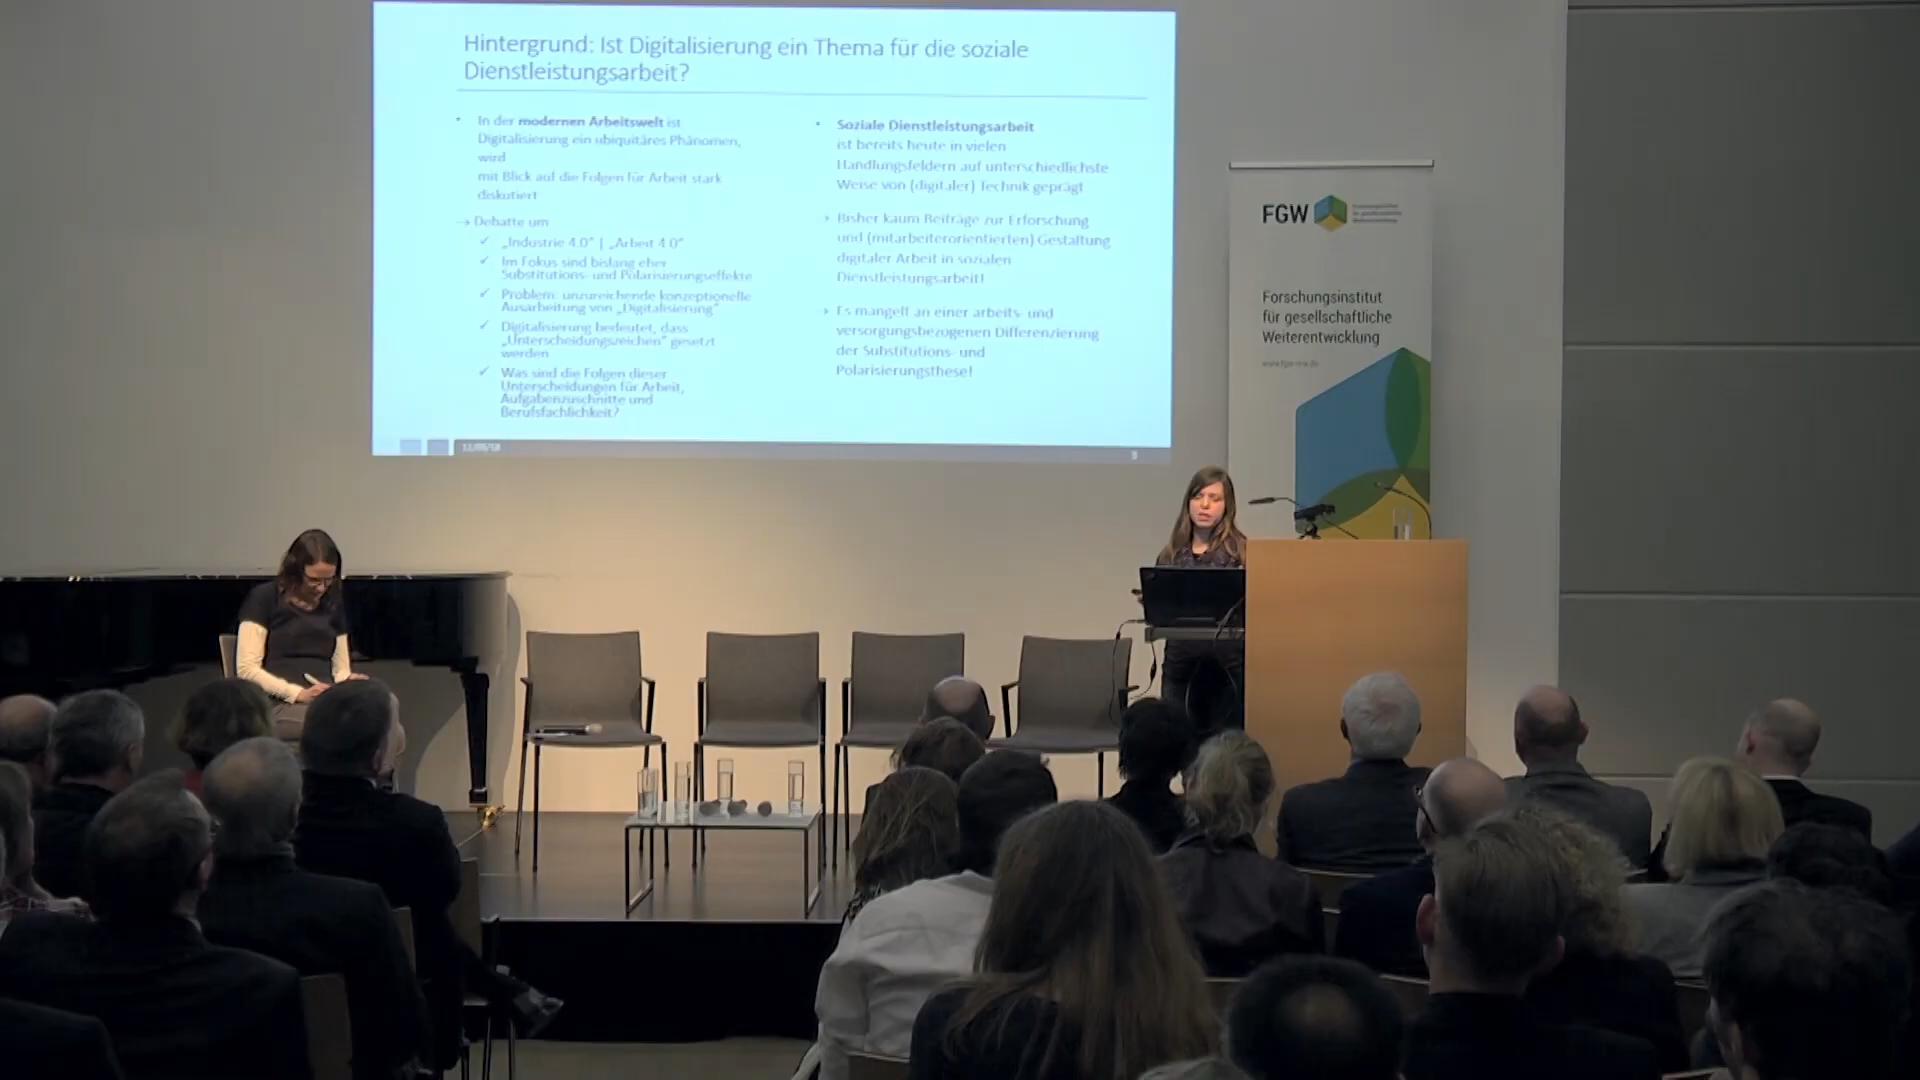 Hintergrund: Ist Digitalisierung ein Thema für die soziale
Dienstleistungsarbeit?
• In der modernen Arbeitswelt ist
Digitalisierung ein ubiquitäres Phänomen,
wird
mit Blick auf die Folgen für Arbeit stark
diskutiert
→ Debatte um
✓ „Industrie 4.0“ | „Arbeit 4.0“
✓ Im Fokus sind bislang eher
Substitutions- und Polarisierungseffekte
✓ Problem: unzureichende konzeptionelle
Ausarbeitung von „Digitalisierung“
✓ Digitalisierung bedeutet, dass
„Unterscheidungszeichen“ gesetzt
werden
✓ Was sind die Folgen dieser
Unterscheidungen für Arbeit,
Aufgabenzuschnitte und
Berufsfachlichkeit?
• Soziale Dienstleistungsarbeit
ist bereits heute in vielen
Handlungsfeldern auf unterschiedlichste
Weise von (digitaler) Technik geprägt
› Bisher kaum Beiträge zur Erforschung
und (mitarbeiterorientierten) Gestaltung
digitaler Arbeit in sozialen
Dienstleistungsarbeit!
› Es mangelt an einer arbeits- und
versorgungsbezogenen Differenzierung
der Substitutions- und
Polarisierungsthese!
FGW
Forschungsinstitut
für gesellschaftliche
Weiterentwicklung